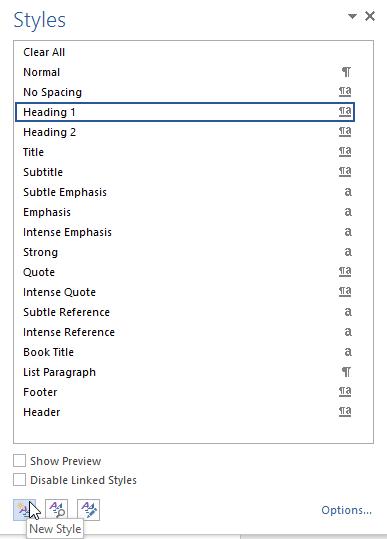 Styles
Clear All
Normal ¶
No Spacing ¶a
Heading 1 ¶a
Heading 2 ¶a
Title ¶a
Subtitle ¶a
Subtle Emphasis a
Emphasis a
Intense Emphasis a
Strong a
Quote ¶a
Intense Quote ¶a
Subtle Reference a
Intense Reference a
Book Title a
List Paragraph ¶
Footer ¶a
Header ¶a
Show Preview
Disable Linked Styles
Options...
New Style